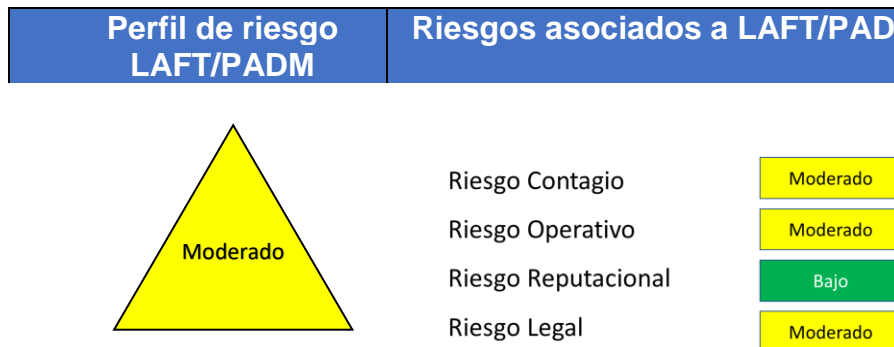 Perfil de riesgo
LAFT/PADM
Riesgos asociados a LAFT/PAD
Moderado
Riesgo Contagio
Moderado
Riesgo Operativo
Moderado
Riesgo Reputacional
Bajo
Riesgo Legal
Moderado